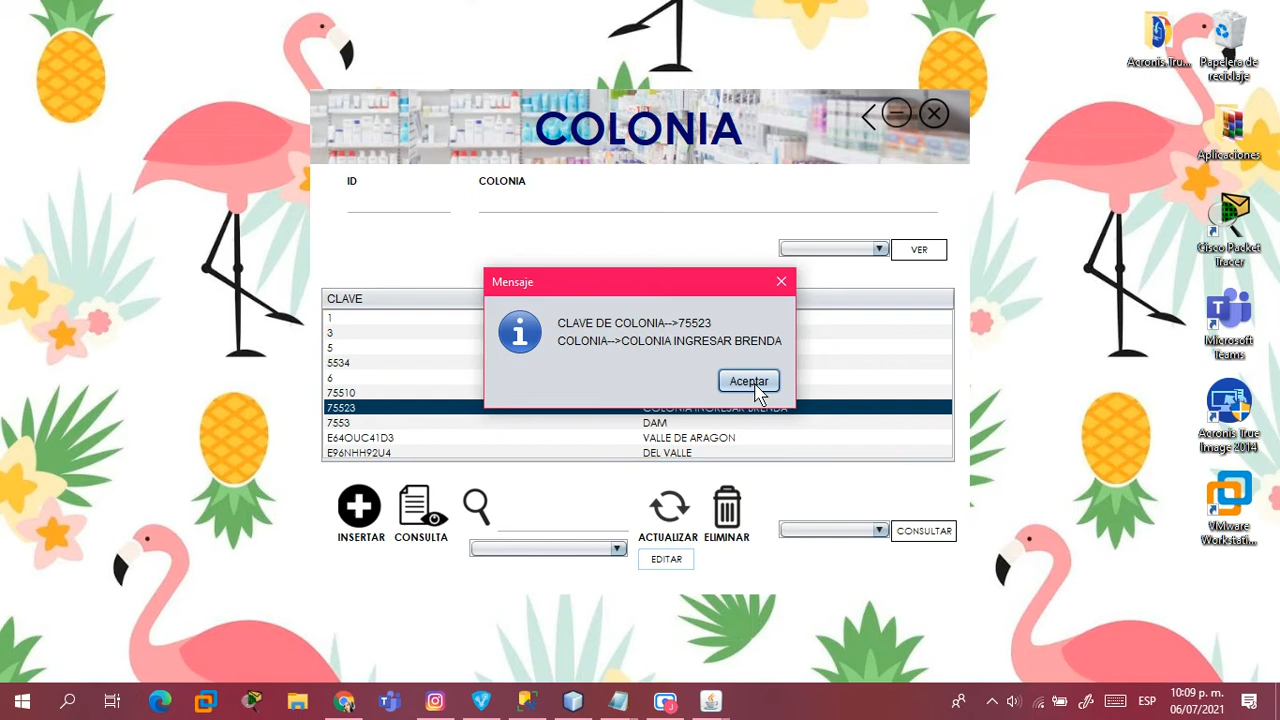 Acronis Tru...
Papelera de
reciclaje
COLONIA
Aplicaciones
ID
COLONIA
Cisco Packet
Tracer
VER
Mensaje
CLAVE
CLAVE DE COLONIA-->75523
COLONIA-->COLONIA INGRESAR BRENDA
Aceptar
1
3
5
5534
6
75510
75523
COLONIA INGRESAR BRENDA
7553
DAM
E64OUC41D3
VALLE DE ARAGON
E96NHH92U4
DEL VALLE
Microsoft
Teams
Acronis True
Image 2014
VMware
Workstati...
INSERTAR
CONSULTA
ACTUALIZAR
ELIMINAR
CONSULTAR
EDITAR
ESP
10:09 p. m.
06/07/2021